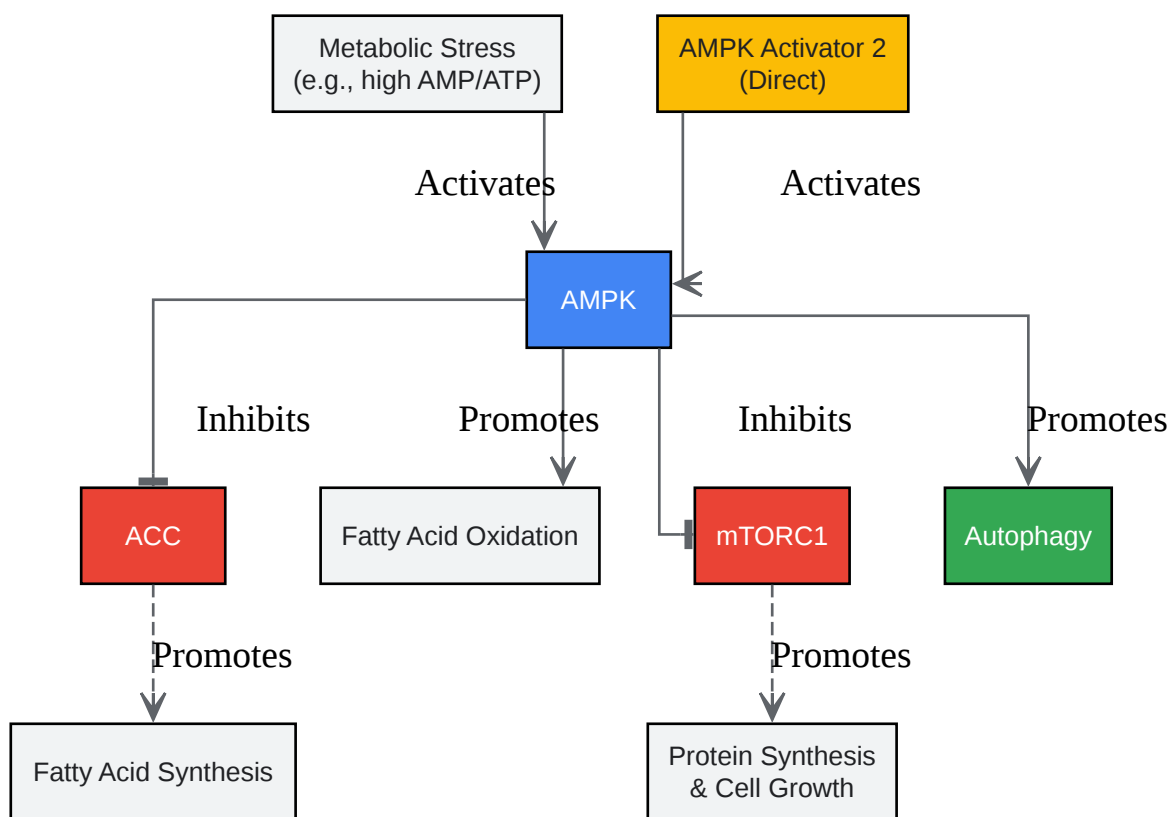 Metabolic Stress
(e.g., high AMP/ATP)
AMPK Activator 2
(Direct)
Activates
Activates
AMPK
Inhibits
Promotes
Inhibits
Promotes
ACC
Fatty Acid Oxidation
mTORC1
Autophagy
Promotes
Promotes
Fatty Acid Synthesis
Protein Synthesis
& Cell Growth